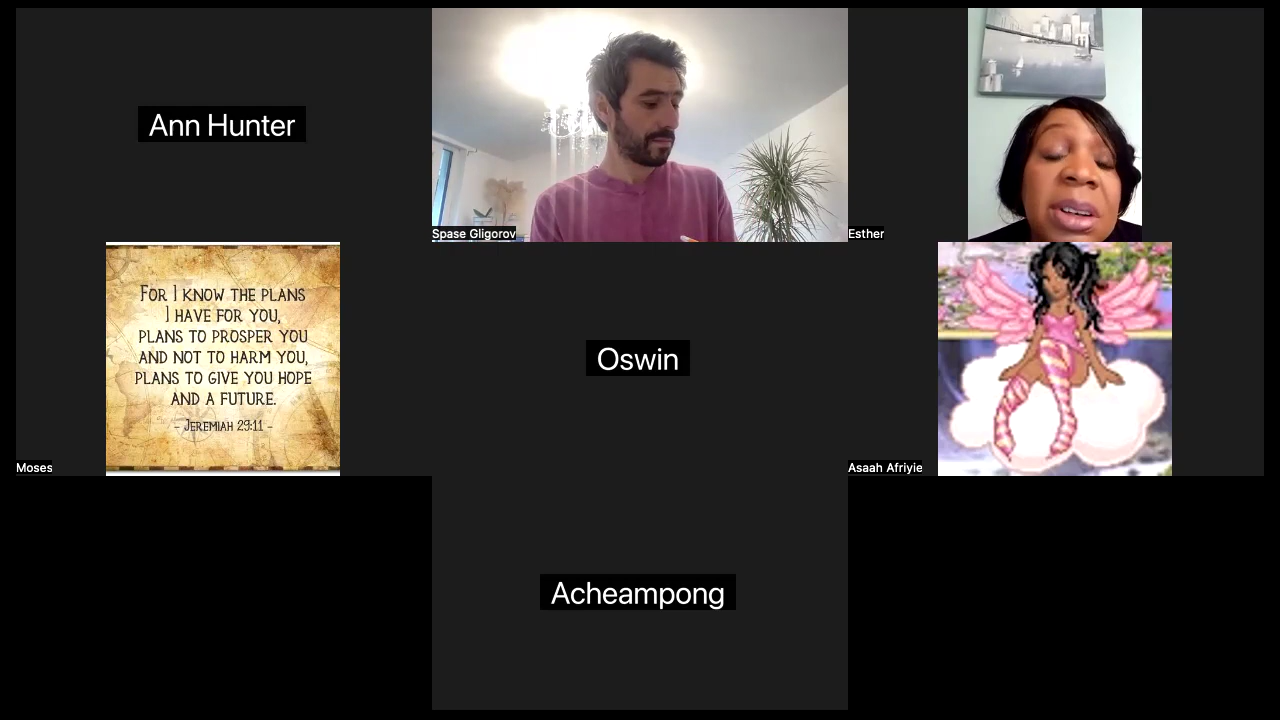 Ann Hunter
Spase Gligorov
Esther
FOR I KNOW THE PLANS
I HAVE FOR YOU,
PLANS TO PROSPER YOU
AND NOT TO HARM YOU,
PLANS TO GIVE YOU HOPE
AND A FUTURE.
- JEREMIAH 29:11 -
Moses
Oswin
Asaah Afriyie
Acheampong